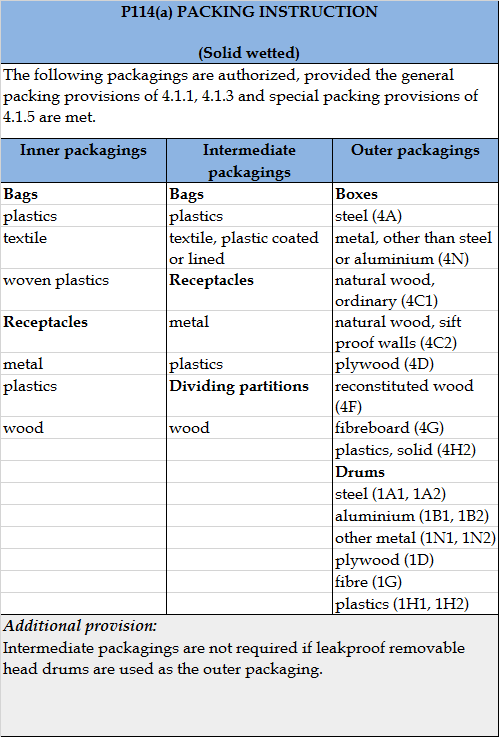 P114(a) PACKING INSTRUCTION
(Solid wetted)
The following packagings are authorized, provided the general
packing provisions of 4.1.1, 4.1.3 and special packing provisions of
4.1.5 are met.
Inner packagings
Intermediate
packagings
Outer packagings
Bags
Bags
Boxes
plastics
plastics
steel (4A)
textile
textile, plastic coated
or lined
metal, other than steel
or aluminium (4N)
woven plastics
Receptacles
natural wood,
ordinary (4C1)
Receptacles
metal
natural wood, sift
proof walls (4C2)
metal
plastics
plywood (4D)
plastics
Dividing partitions
reconstituted wood
(4F)
wood
wood
fibreboard (4G)
plastics, solid (4H2)
Drums
steel (1A1, 1A2)
aluminium (1B1, 1B2)
other metal (1N1, 1N2)
plywood (1D)
fibre (1G)
plastics (1H1, 1H2)
Additional provision:
Intermediate packagings are not required if leakproof removable
head drums are used as the outer packaging.